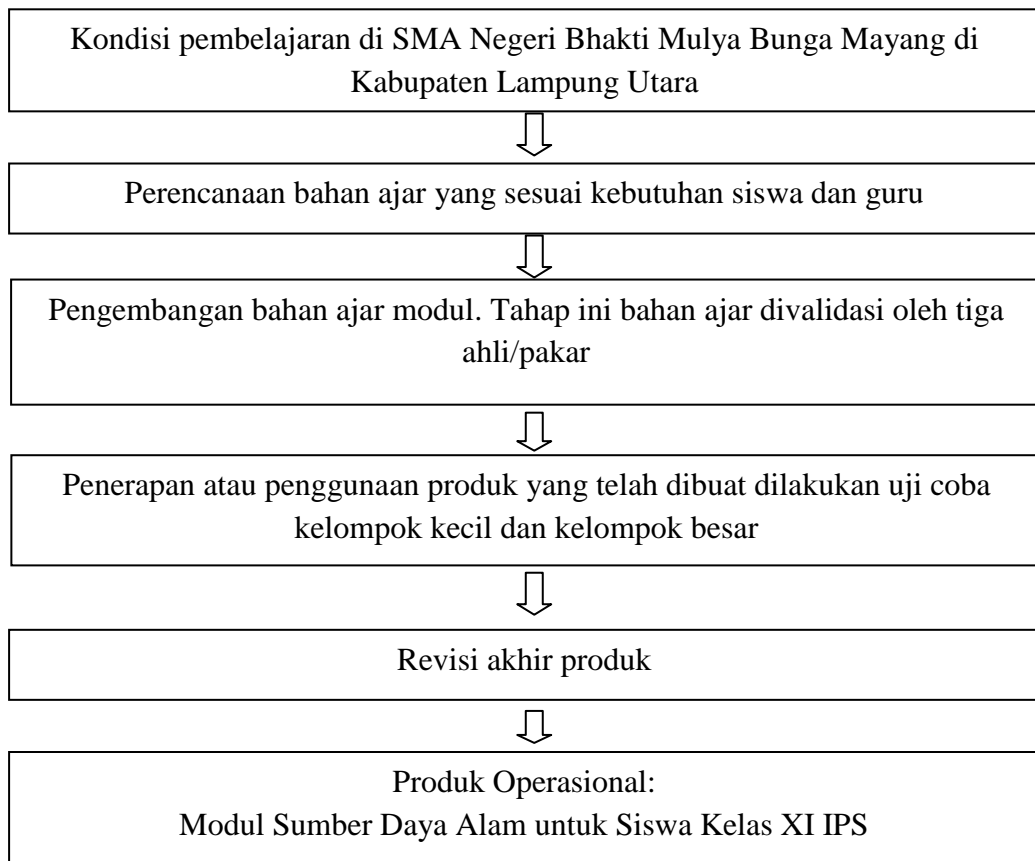 Kondisi pembelajaran di SMA Negeri Bhakti Mulya Bunga Mayang di
Kabupaten Lampung Utara
Perencanaan bahan ajar yang sesuai kebutuhan siswa dan guru
Pengembangan bahan ajar modul. Tahap ini bahan ajar divalidasi oleh tiga
ahli/pakar
Penerapan atau penggunaan produk yang telah dibuat dilakukan uji coba
kelompok kecil dan kelompok besar
Revisi akhir produk
Produk Operasional:
Modul Sumber Daya Alam untuk Siswa Kelas XI IPS